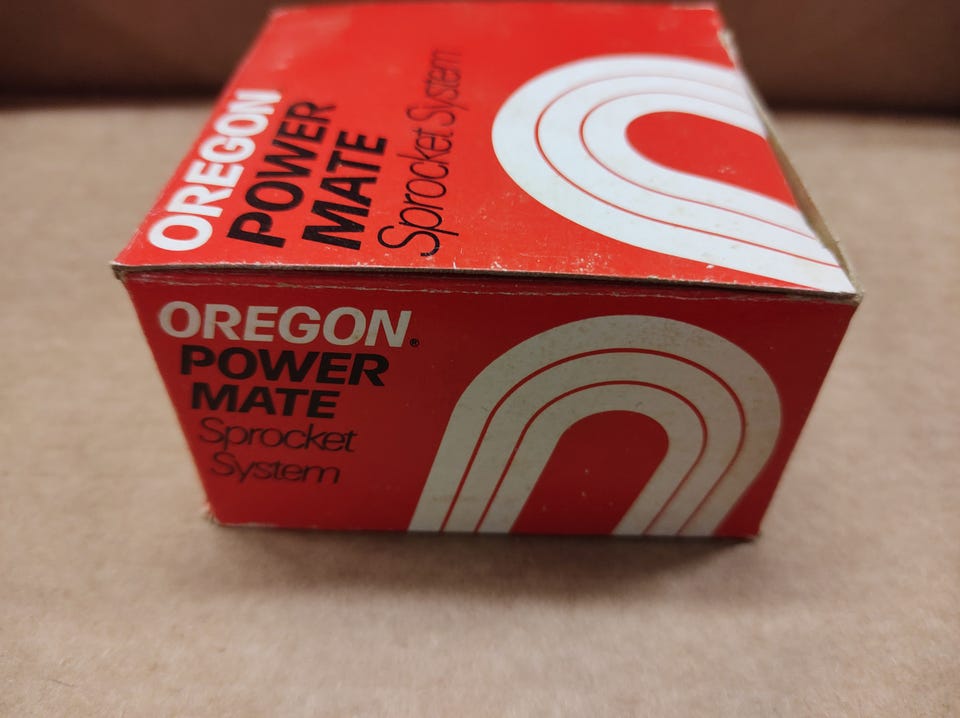 OREGON
POWER
MATE
Sprocket System
OREGON®
POWER
MATE
Sprocket
System